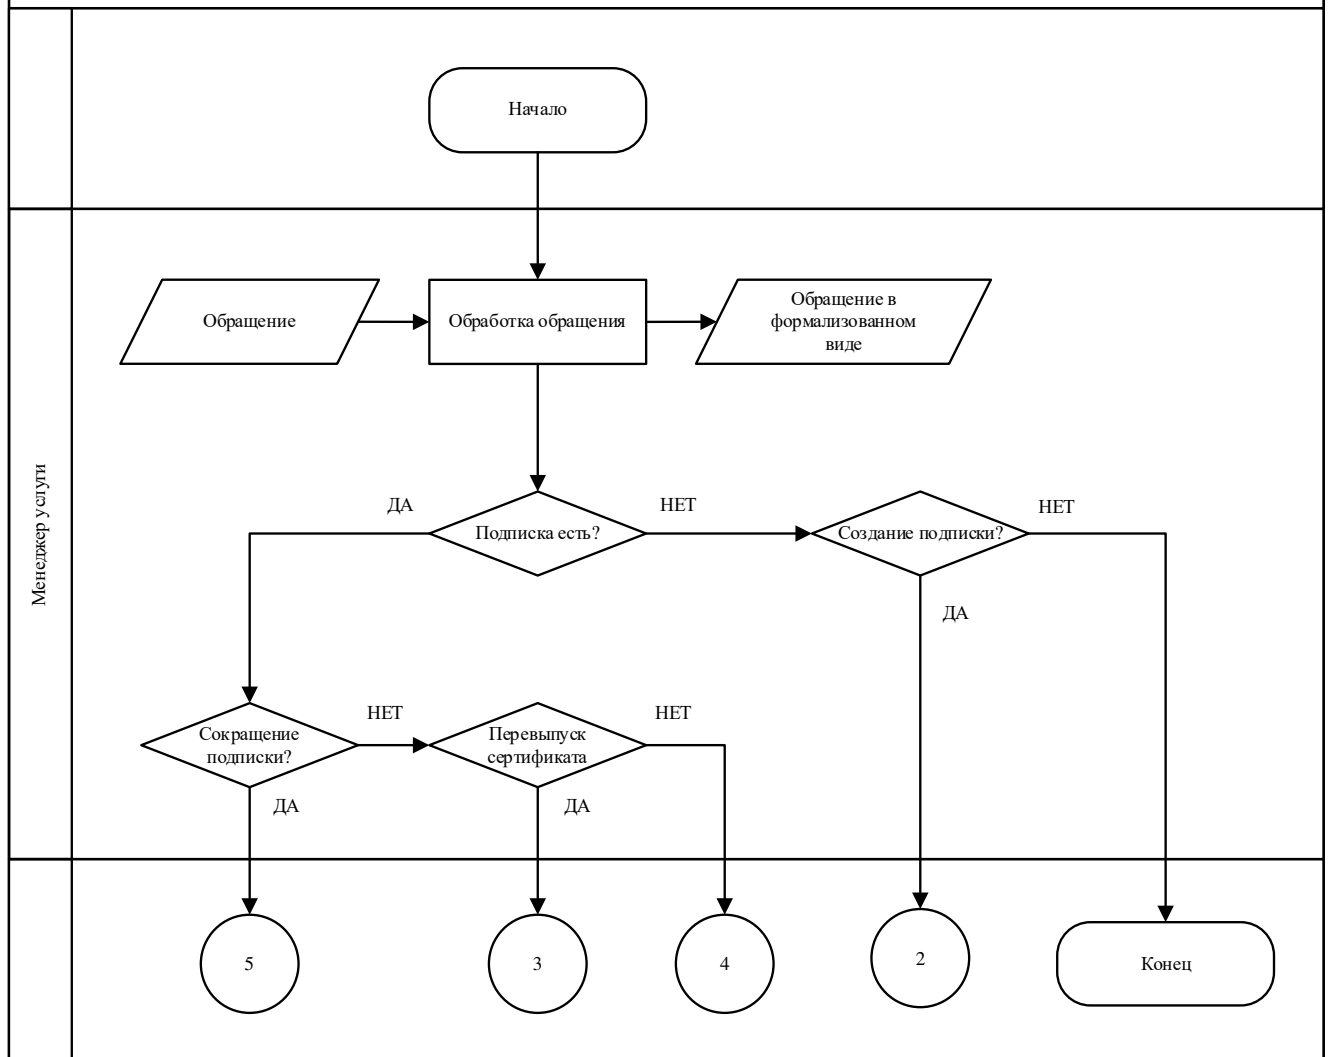 Начало
Обращение
Обработка обращения
Обращение в
формализованном
виде
Менеджер услуги
ДА
Подписка есть?
НЕТ
Создание подписки?
НЕТ
ДА
Сокращение
подписки?
НЕТ
ДА
Перевыпуск
сертификата
НЕТ
ДА
5
3
4
2
Конец